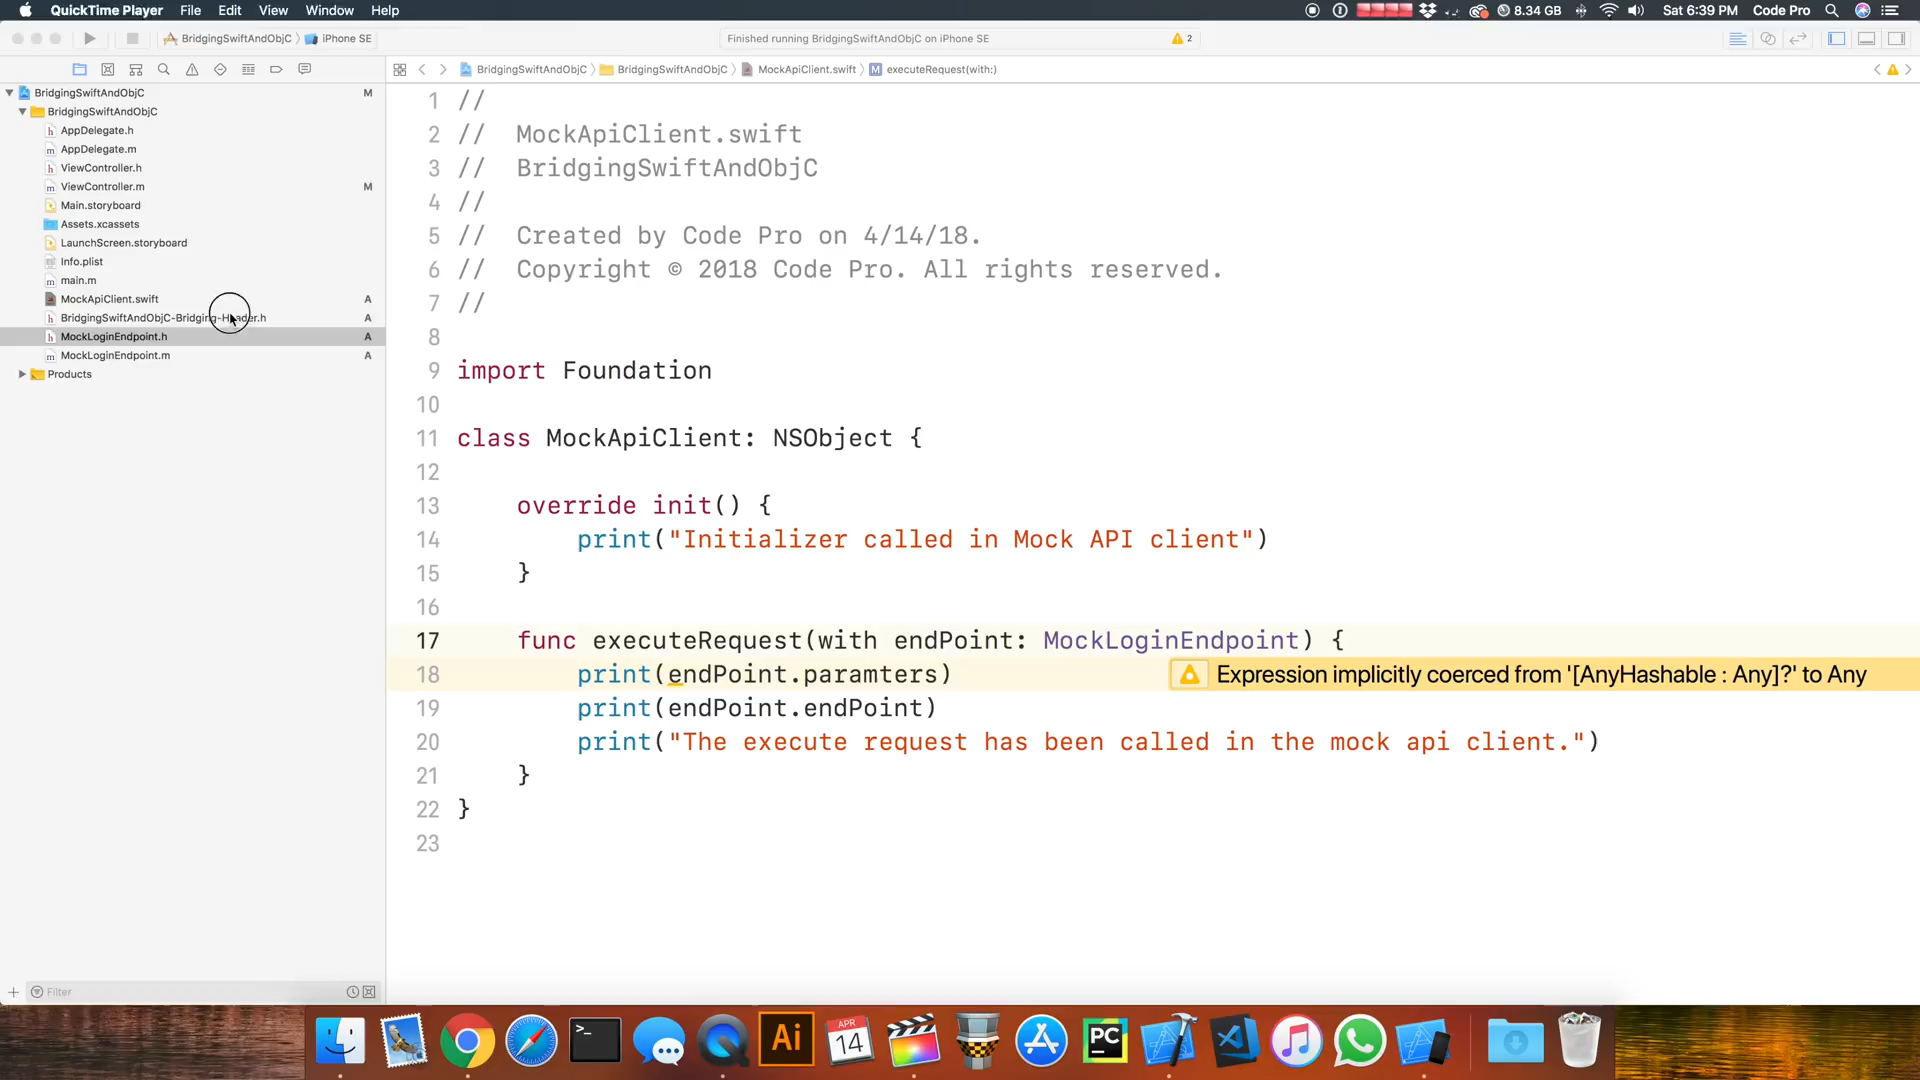 QuickTime Player File Edit View Window Help 8.34 GB Sat 6:39 PM Code Pro
BridgingSwiftAndObjC iPhone SE Finished running BridgingSwiftAndObjC on iPhone SE 2
BridgingSwiftAndObjC BridgingSwiftAndObjC MockApiClient.swift M executeRequest(with:)
BridgingSwiftAndObjC M
BridgingSwiftAndObjC
h AppDelegate.h
m AppDelegate.m
h ViewController.h
m ViewController.m M
Main.storyboard
Assets.xcassets
LaunchScreen.storyboard
Info.plist
m main.m
MockApiClient.swift A
h BridgingSwiftAndObjC-Bridging-Header.h A
h MockLoginEndpoint.h A
m MockLoginEndpoint.m A
Products
Filter
1 //
2 // MockApiClient.swift
3 // BridgingSwiftAndObjC
4 //
5 // Created by Code Pro on 4/14/18.
6 // Copyright © 2018 Code Pro. All rights reserved.
7 //
8
9 import Foundation
10
11 class MockApiClient: NSObject {
12
13 override init() {
14 print("Initializer called in Mock API client")
15 }
16
17 func executeRequest(with endPoint: MockLoginEndpoint) {
18 print(endPoint.paramters) Expression implicitly coerced from '[AnyHashable : Any]?' to Any
19 print(endPoint.endPoint)
20 print("The execute request has been called in the mock api client.")
21 }
22 }
23
>_ Ai APR 14 PC